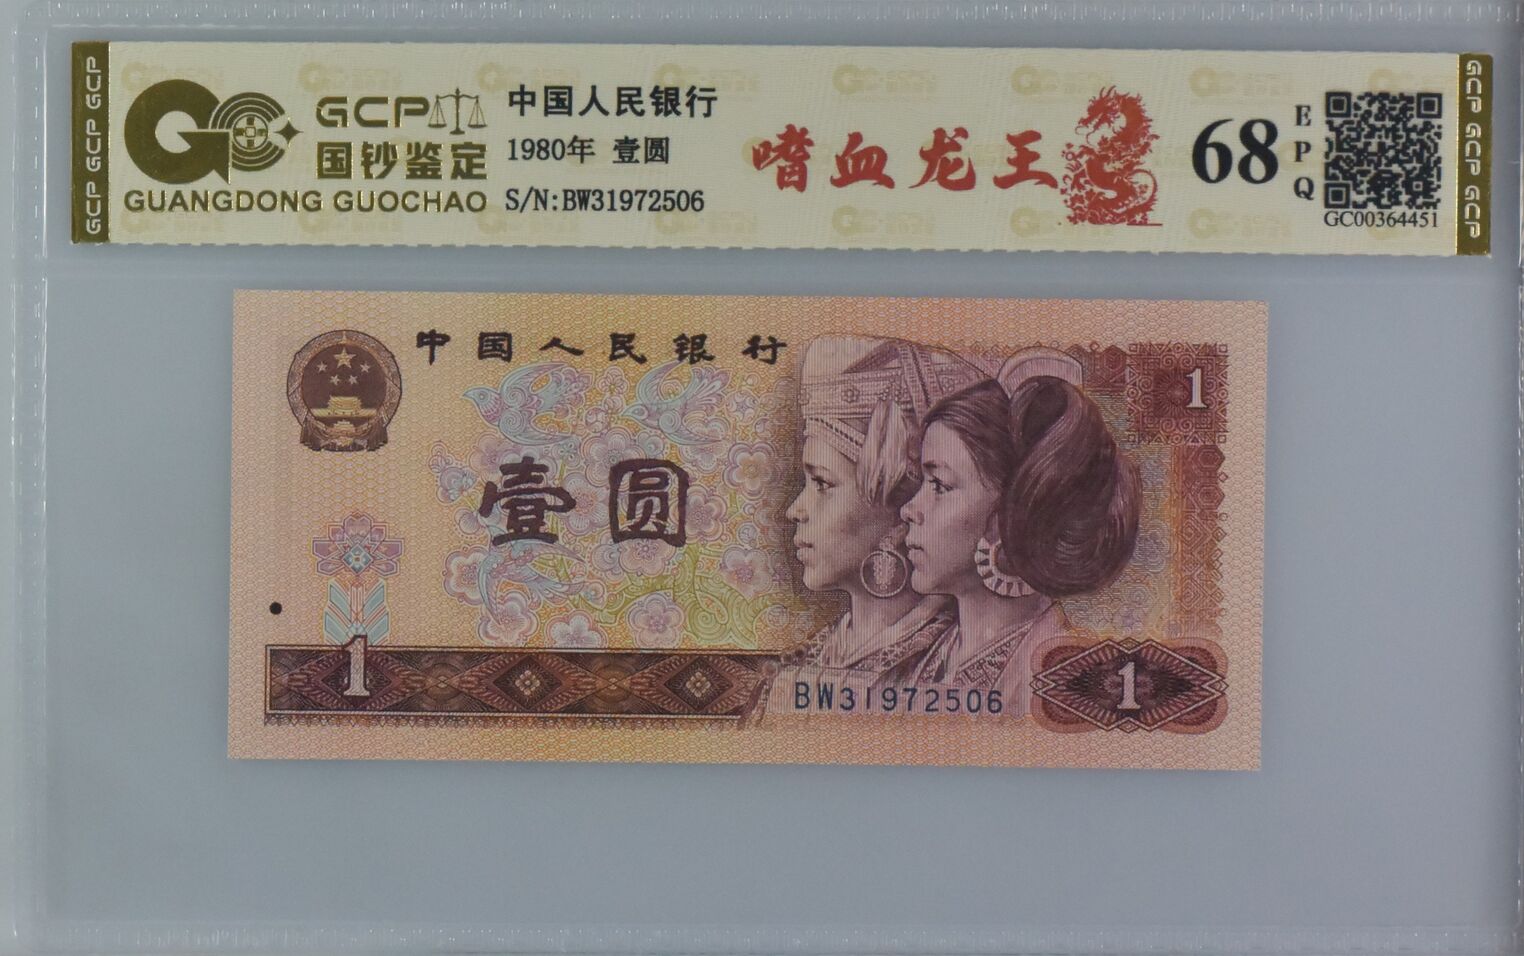 GCP GCP GCP
GCP
国钞鉴定
GUANGDONG GUOCHAO
中国人民银行
1980年 壹圆
S/N:BW31972506
嗜血龙王
68
EPQ
GC00364451
GCP GCP GCP
中国人民银行
1
壹圆
1
BW31972506
1